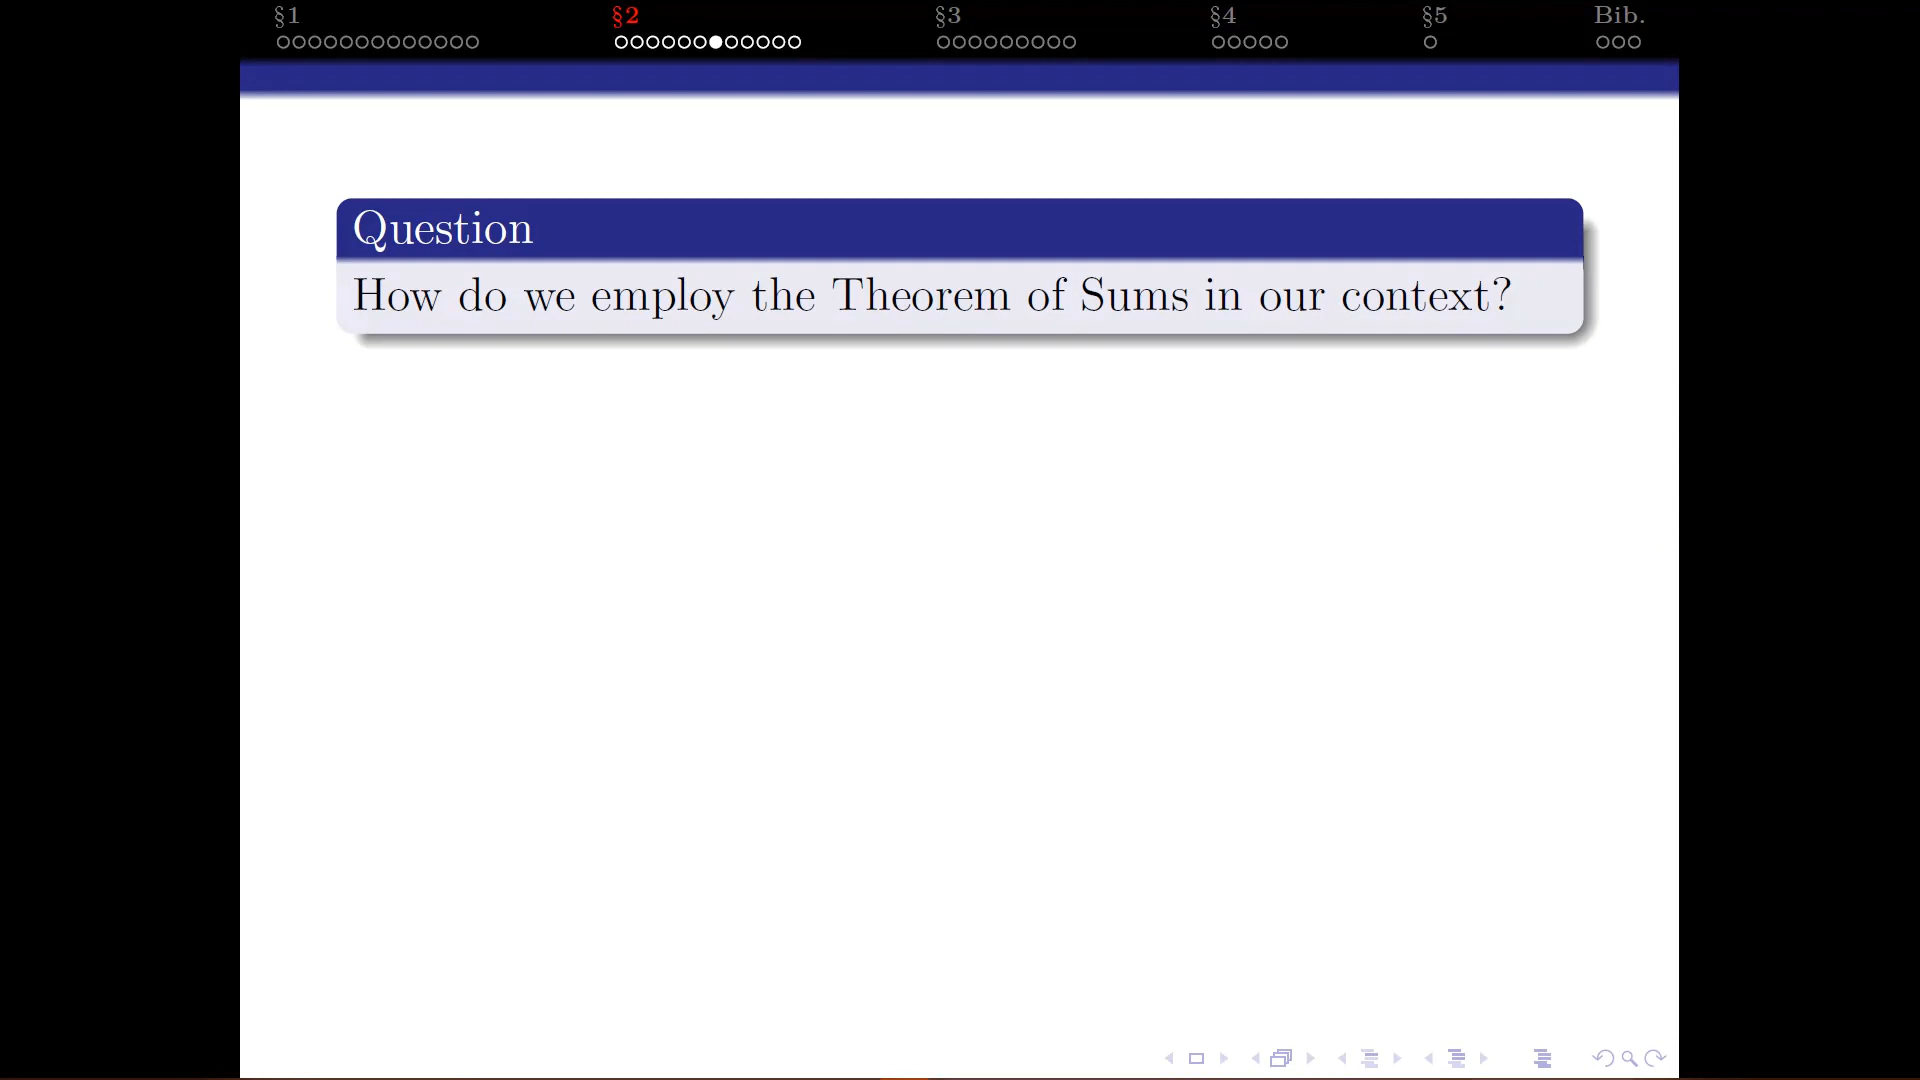 §1 §2 §3 §4 §5 Bib.
Question
How do we employ the Theorem of Sums in our context?